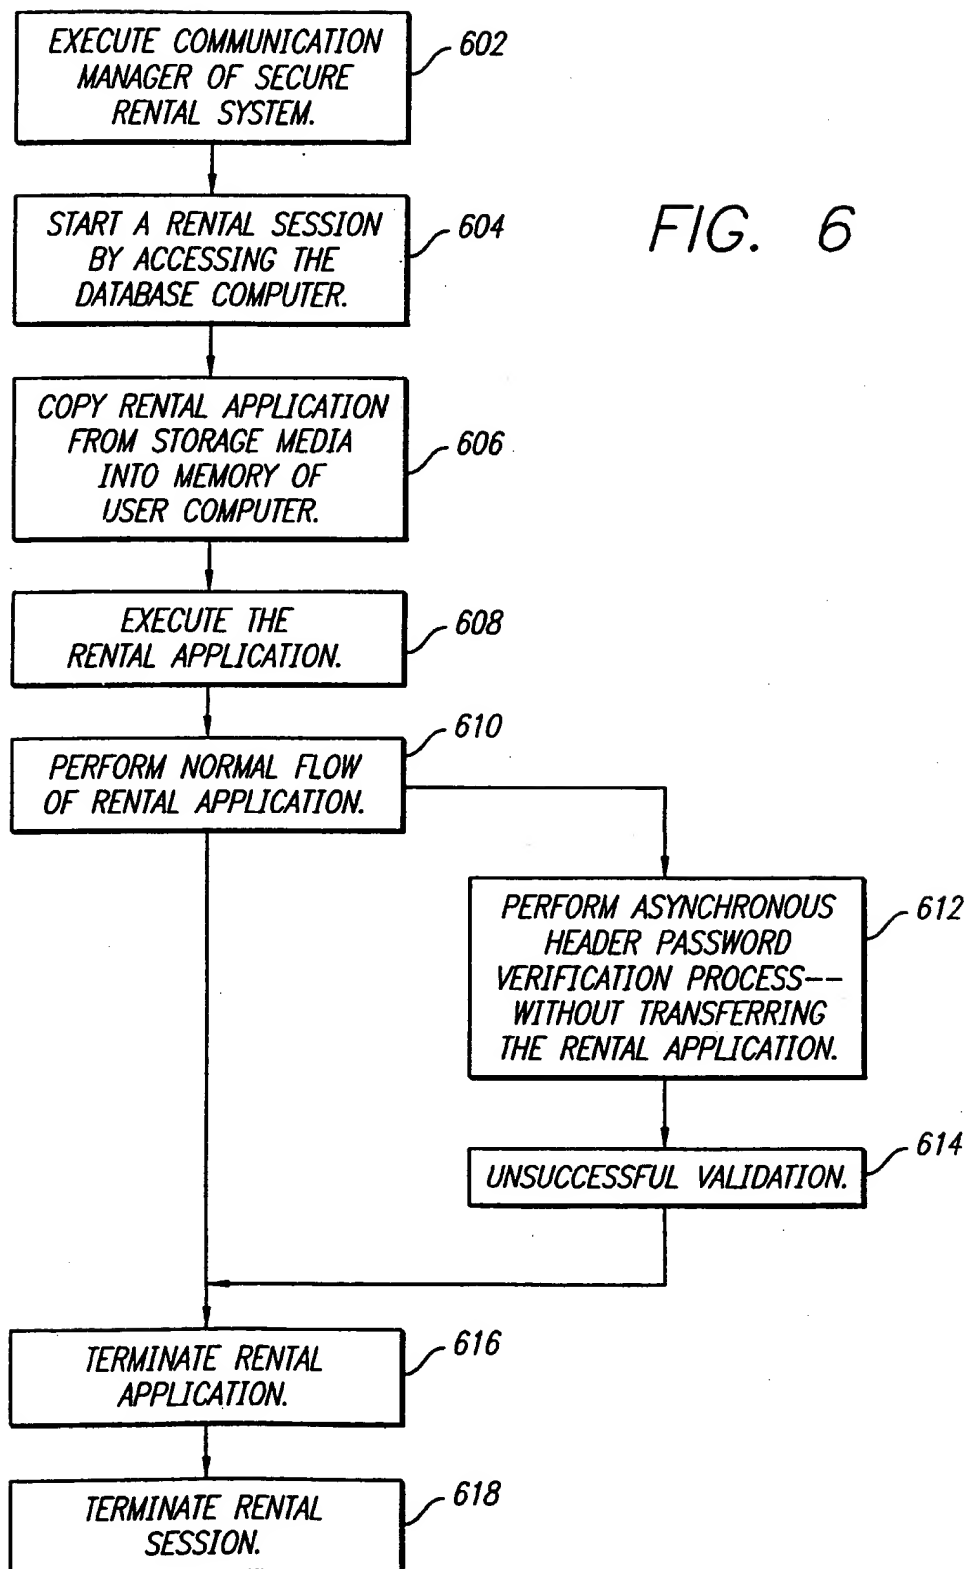 EXECUTE COMMUNICATION
MANAGER OF SECURE
RENTAL SYSTEM.
602
START A RENTAL SESSION
BY ACCESSING THE
DATABASE COMPUTER.
604
FIG. 6
COPY RENTAL APPLICATION
FROM STORAGE MEDIA
INTO MEMORY OF
USER COMPUTER.
606
EXECUTE THE
RENTAL APPLICATION.
608
PERFORM NORMAL FLOW
OF RENTAL APPLICATION.
610
PERFORM ASYNCHRONOUS
HEADER PASSWORD
VERIFICATION PROCESS--
WITHOUT TRANSFERRING
THE RENTAL APPLICATION.
612
UNSUCCESSFUL VALIDATION.
614
TERMINATE RENTAL
APPLICATION.
616
TERMINATE RENTAL
SESSION.
618